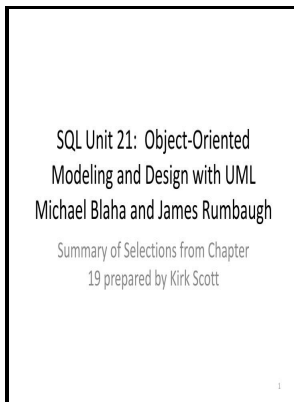 SQL Unit 21:  Object-Oriented
Modeling and Design with UML
Michael Blaha and James Rumbaugh
Summary of Selections from Chapter
19 prepared by Kirk Scott
1